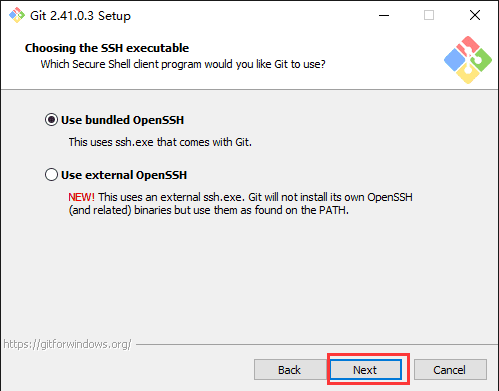 Git 2.41.0.3 Setup
Choosing the SSH executable
Which Secure Shell client program would you like Git to use?
Use bundled OpenSSH
This uses ssh.exe that comes with Git.
Use external OpenSSH
NEW! This uses an external ssh.exe. Git will not install its own OpenSSH
(and related) binaries but use them as found on the PATH.
https://gitforwindows.org/
Back
Next
Cancel